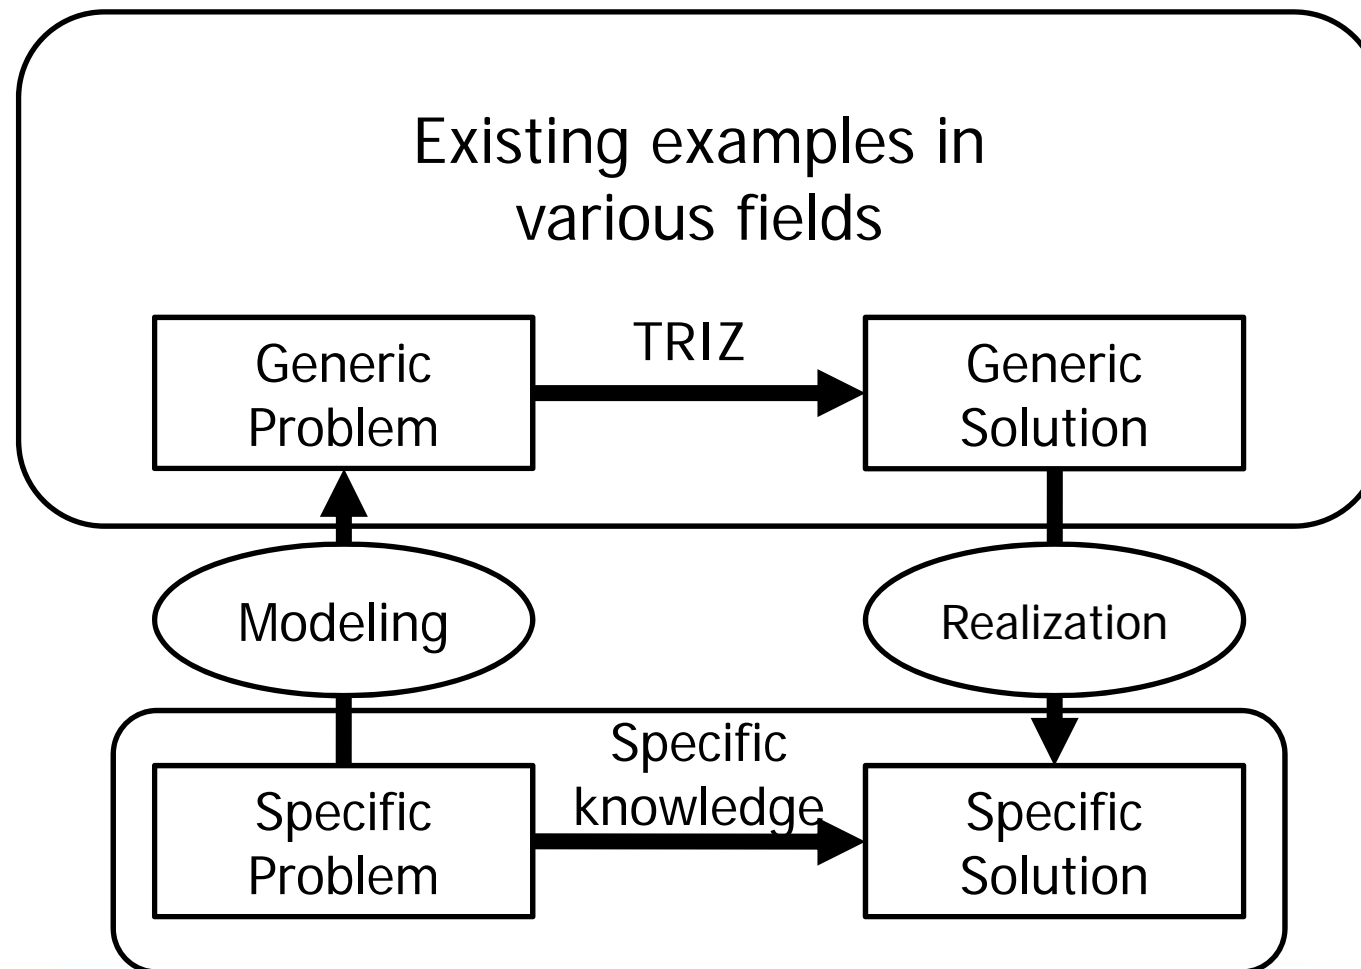 Existing examples in
various fields
TRIZ
Generic
Problem
Generic
Solution
Modeling
Realization
Specific
knowledge
Specific
Problem
Specific
Solution